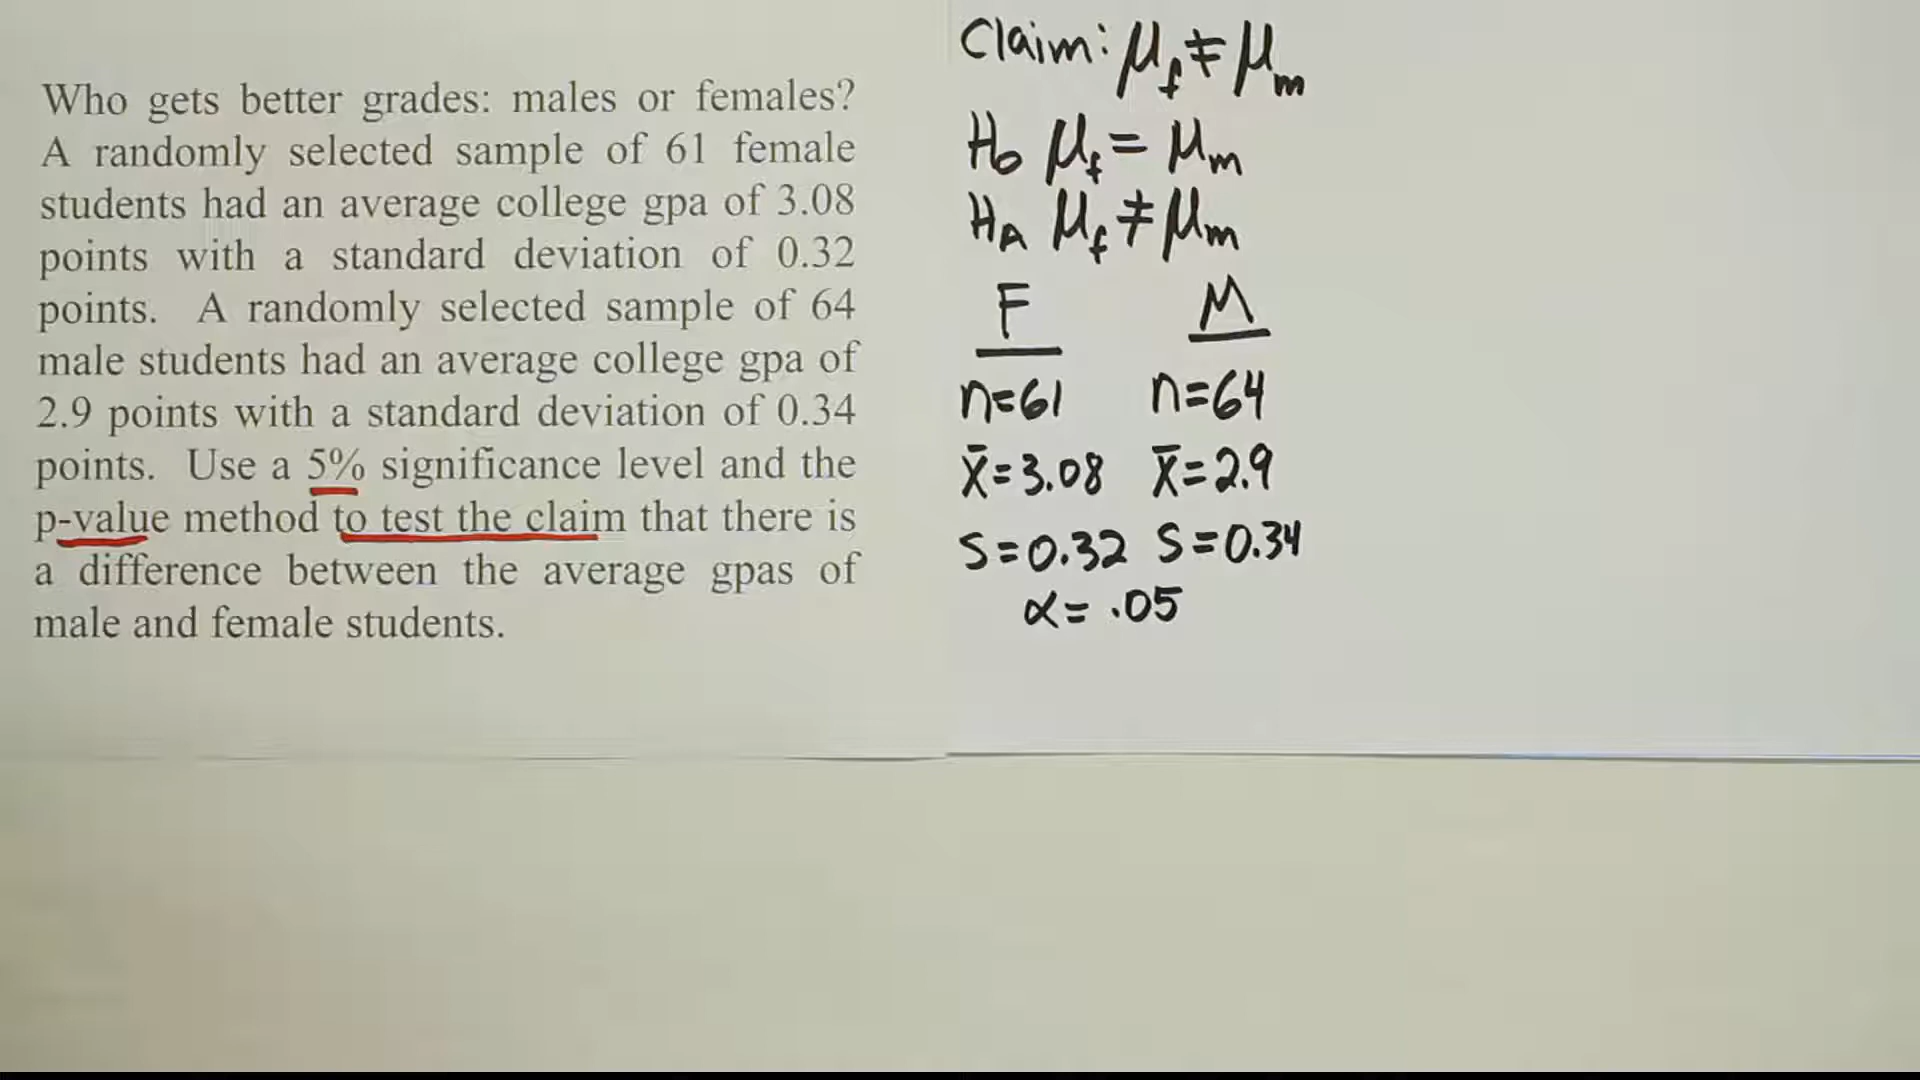 Who gets better grades: males or females?
A randomly selected sample of 61 female
students had an average college gpa of 3.08
points with a standard deviation of 0.32
points. A randomly selected sample of 64
male students had an average college gpa of
2.9 points with a standard deviation of 0.34
points. Use a 5% significance level and the
p-value method to test the claim that there is
a difference between the average gpas of
male and female students.
Claim: μf ≠ μm
H₀ μf = μm
HA μf ≠ μm
F M
n=61 n=64
x̄=3.08 x̄=2.9
S=0.32 S=0.34
α= .05